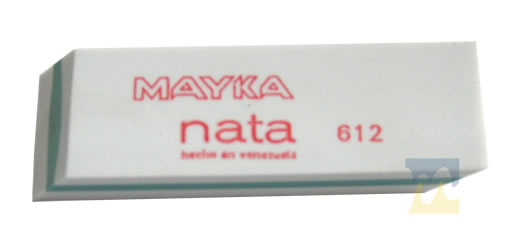 MAYKA
nata 612
hecho en venezuela